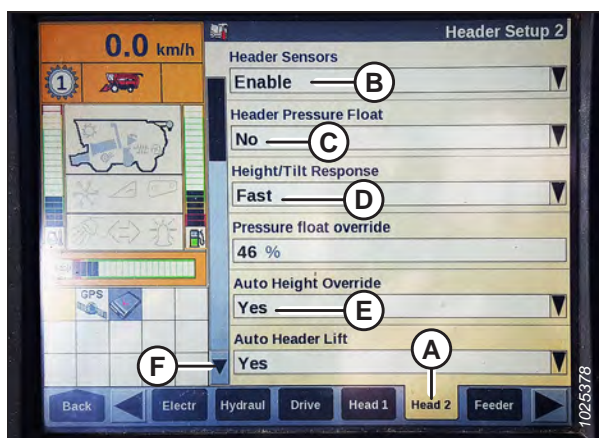 0.0 km/h
Header Setup 2
1
Header Sensors
Enable
B
Header Pressure Float
No
C
Height/Tilt Response
Fast
D
Pressure float override
46 %
Auto Height Override
Yes
E
GPS
Auto Header Lift
A
F
Yes
Back Electr Hydraul Drive Head 1 Head 2 Feeder
1025378